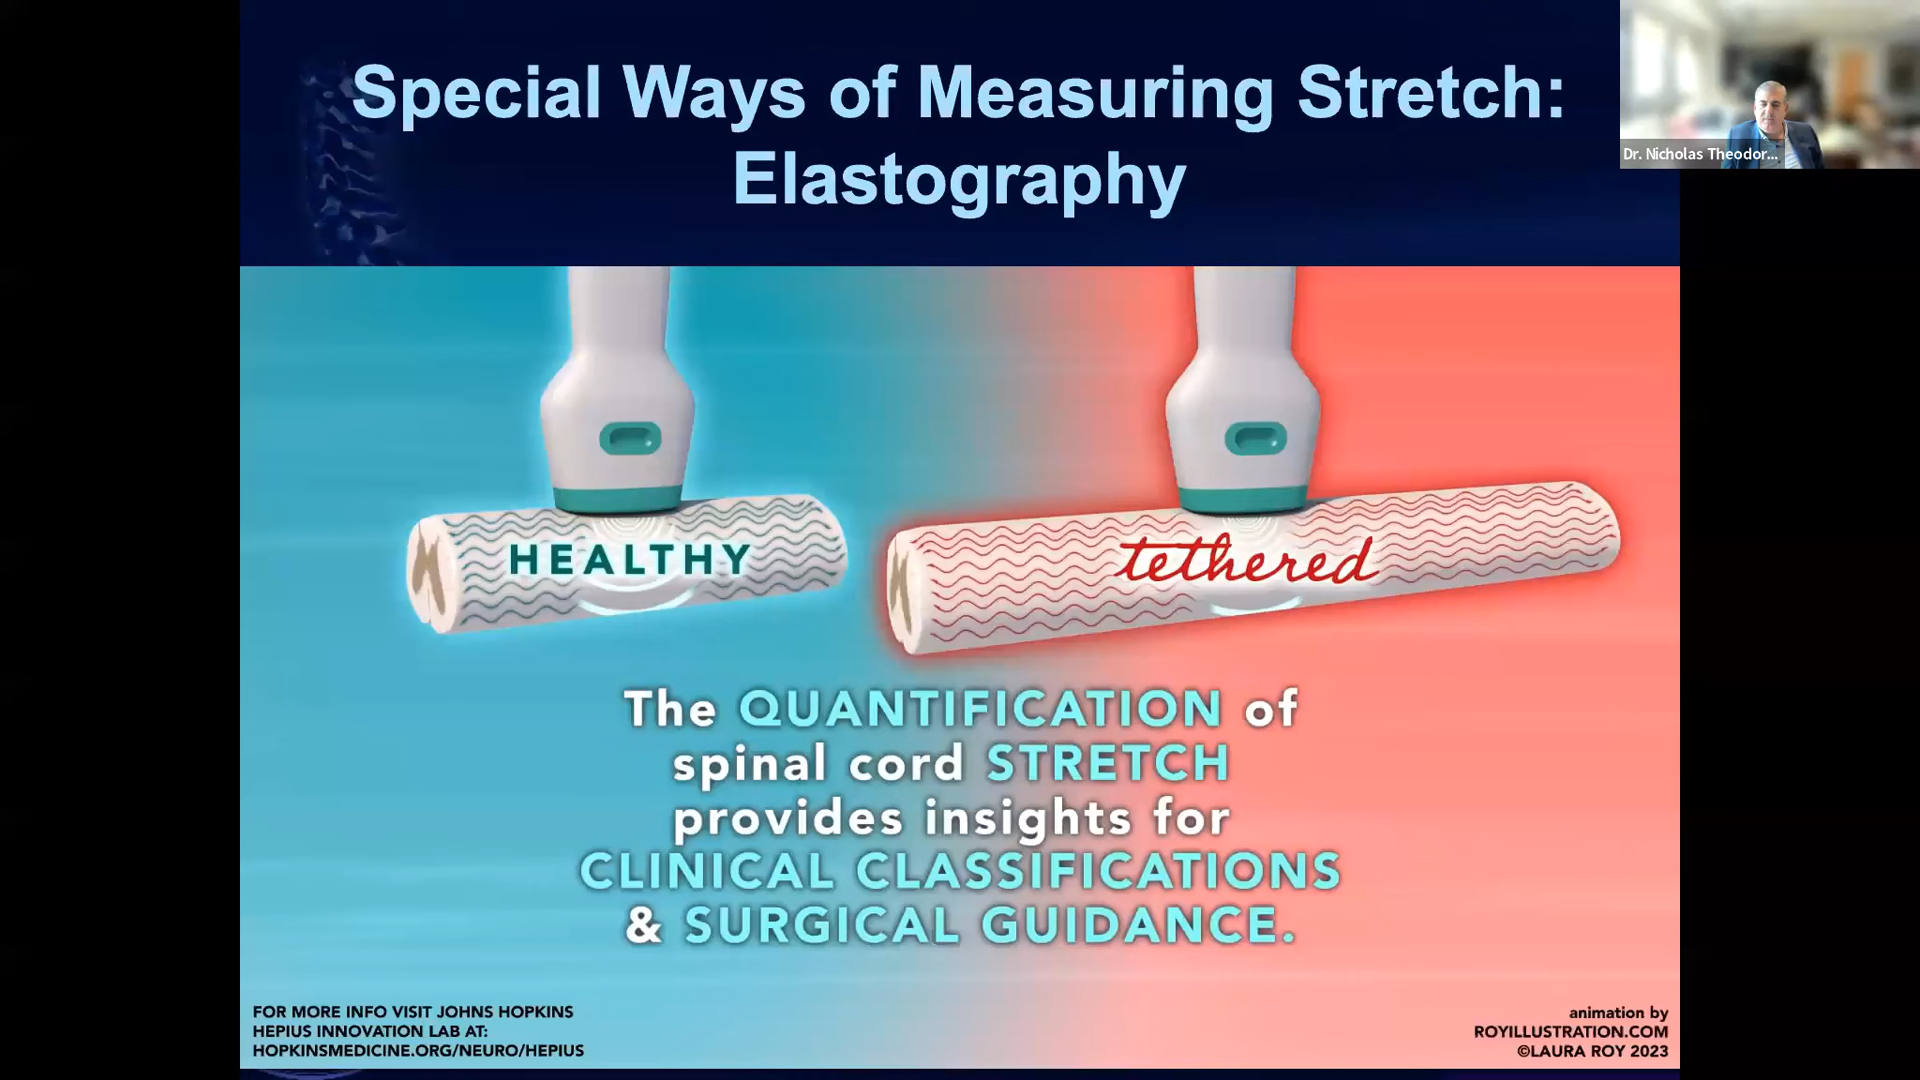 Special Ways of Measuring Stretch:
Elastography
Dr. Nicholas Theodor...
HEALTHY
tethered
The QUANTIFICATION of
spinal cord STRETCH
provides insights for
CLINICAL CLASSIFICATIONS
& SURGICAL GUIDANCE.
FOR MORE INFO VISIT JOHNS HOPKINS
HEPIUS INNOVATION LAB AT:
HOPKINSMEDICINE.ORG/NEURO/HEPIUS
animation by
ROYILLUSTRATION.COM
©LAURA ROY 2023